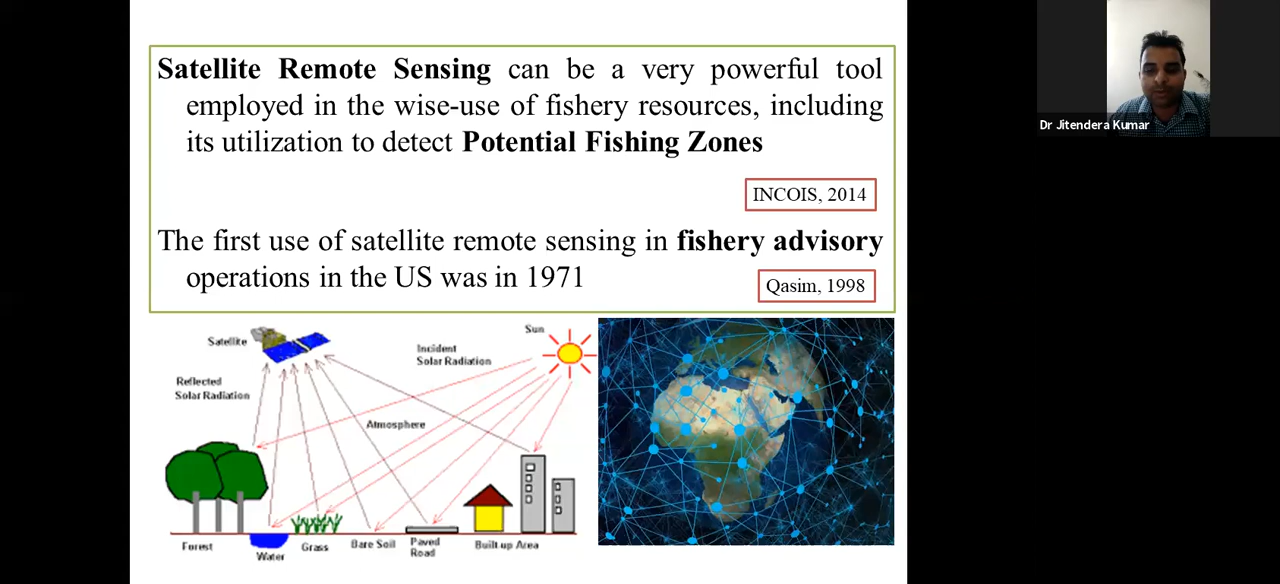 Satellite Remote Sensing can be a very powerful tool
employed in the wise-use of fishery resources, including
its utilization to detect Potential Fishing Zones
INCOIS, 2014
The first use of satellite remote sensing in fishery advisory
operations in the US was in 1971
Qasim, 1998
Satellite
Sun
Incident
Solar Radiation
Reflected
Solar Radiation
Atmosphere
Forest
Water
Grass
Bare Soil
Paved
Road
Built-up Area
Dr Jitendera Kumar